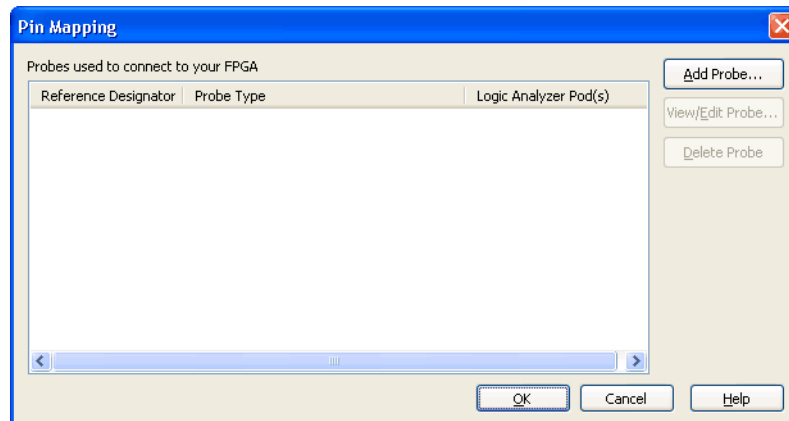 Pin Mapping
Probes used to connect to your FPGA
Add Probe...
Reference Designator Probe Type Logic Analyzer Pod(s)
View/Edit Probe...
Delete Probe
OK Cancel Help